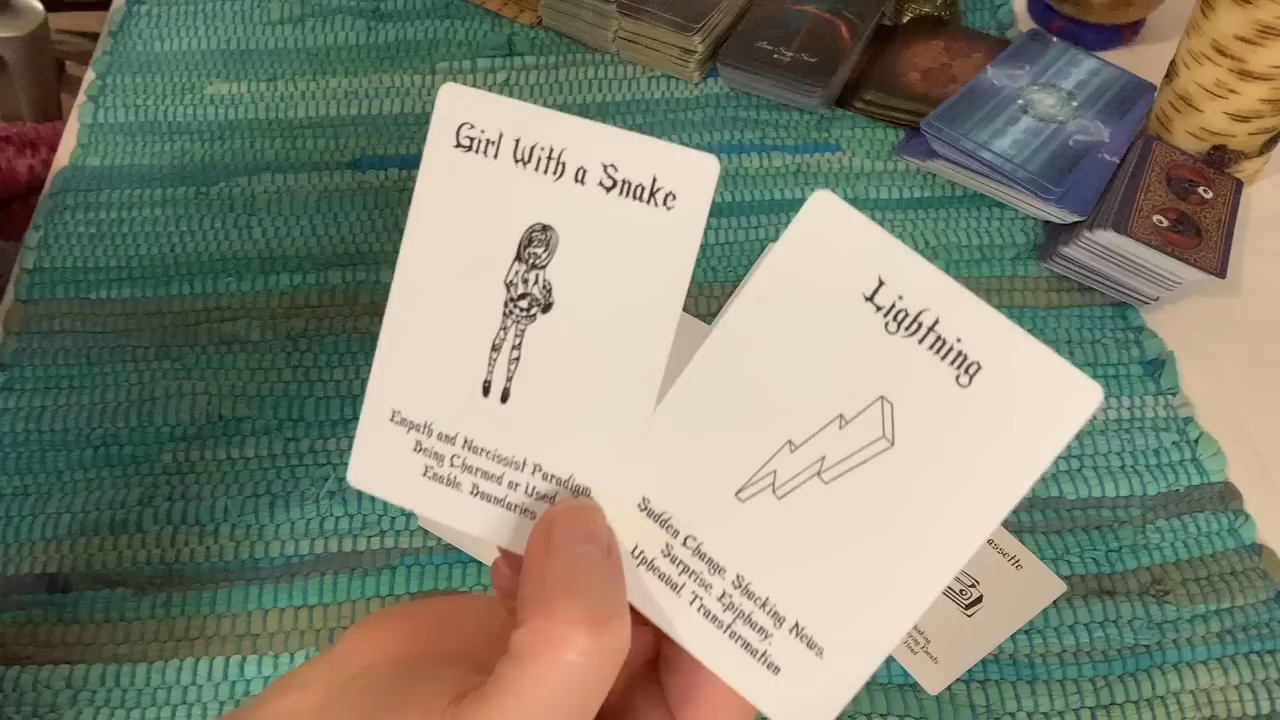 Girl With a Snake
Empath and Narcissist Paradigm
Being Charmed or Used
Enable, Boundaries
Lightning
Sudden Change, Shocking News,
Surprise, Epiphany,
Upheaval, Transformation
assette